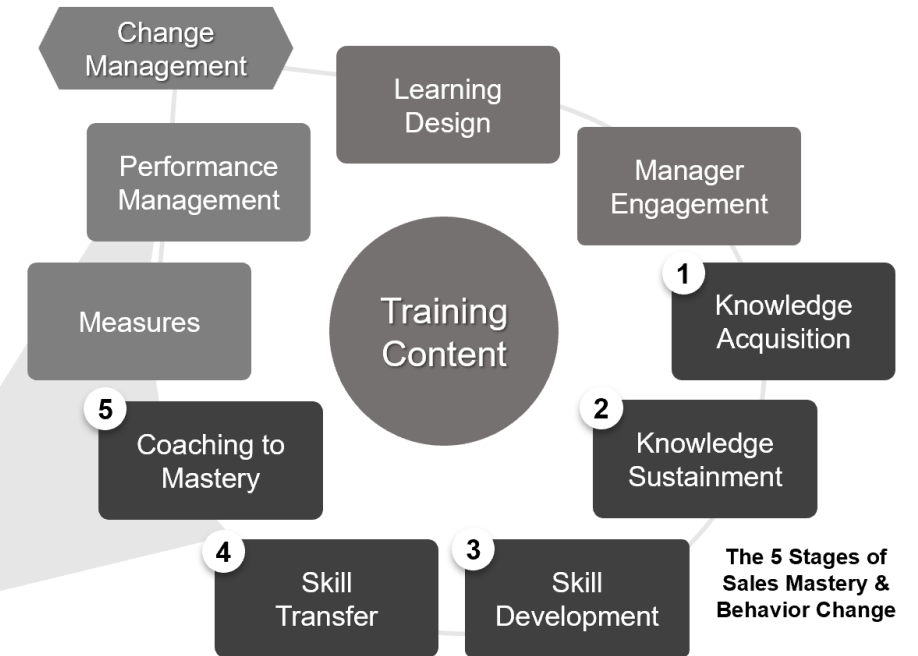 Change
Management
Learning
Design
Manager
Engagement
1
Knowledge
Acquisition
2
Knowledge
Sustainment
3
Skill
Development
4
Skill
Transfer
5
Coaching to
Mastery
Measures
Performance
Management
Training
Content
The 5 Stages of
Sales Mastery &
Behavior Change